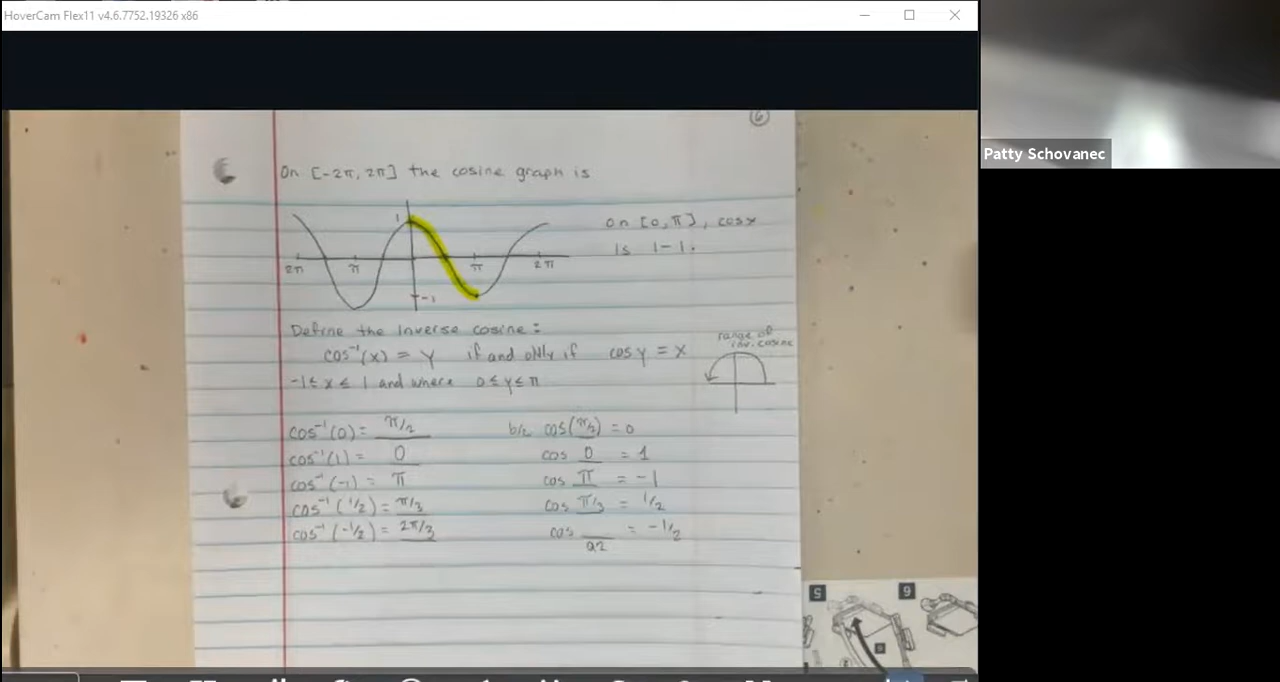 HoverCam Flex11 v4.6.7752.19326 x86
Patty Schovanec
6
On [-2π, 2π] the cosine graph is
1
on [0, π], cosx
is 1-1.
2π π π 2π
-1
Define the inverse cosine:
range of
inv. cosine
cos⁻¹(x) = y if and only if cos y = x
-1 ≤ x ≤ 1 and where 0 ≤ y ≤ π
cos⁻¹(0) = π/2 b/c cos(π/2) = 0
cos⁻¹(1) = 0 cos 0 = 1
cos⁻¹(-1) = π cos π = -1
cos⁻¹(1/2) = π/3 cos π/3 = 1/2
cos⁻¹(-1/2) = 2π/3 cos ___ = -1/2
Q2
5 6